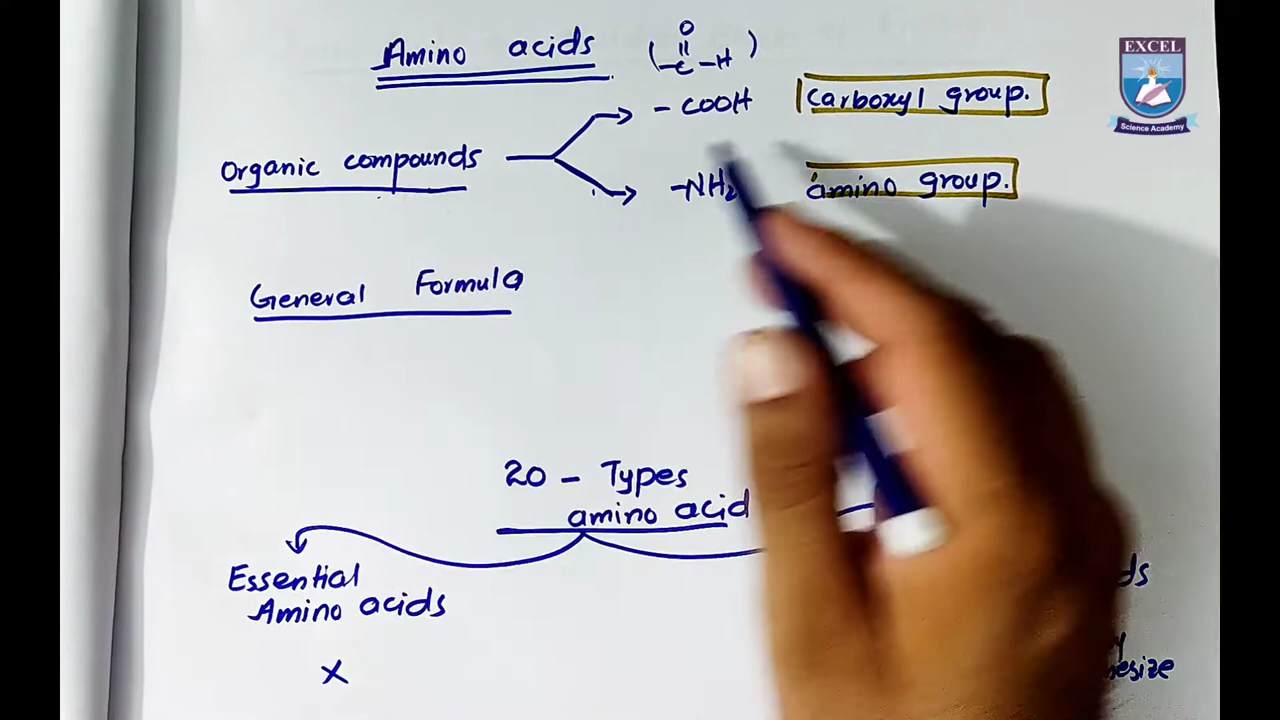 Amino acids
O
( -C-H )
- COOH carboxyl group.
Organic compounds
-NH2 amino group.
General Formula
20 - Types
amino acid
Essential
Amino acids
X
EXCEL
Science Academy